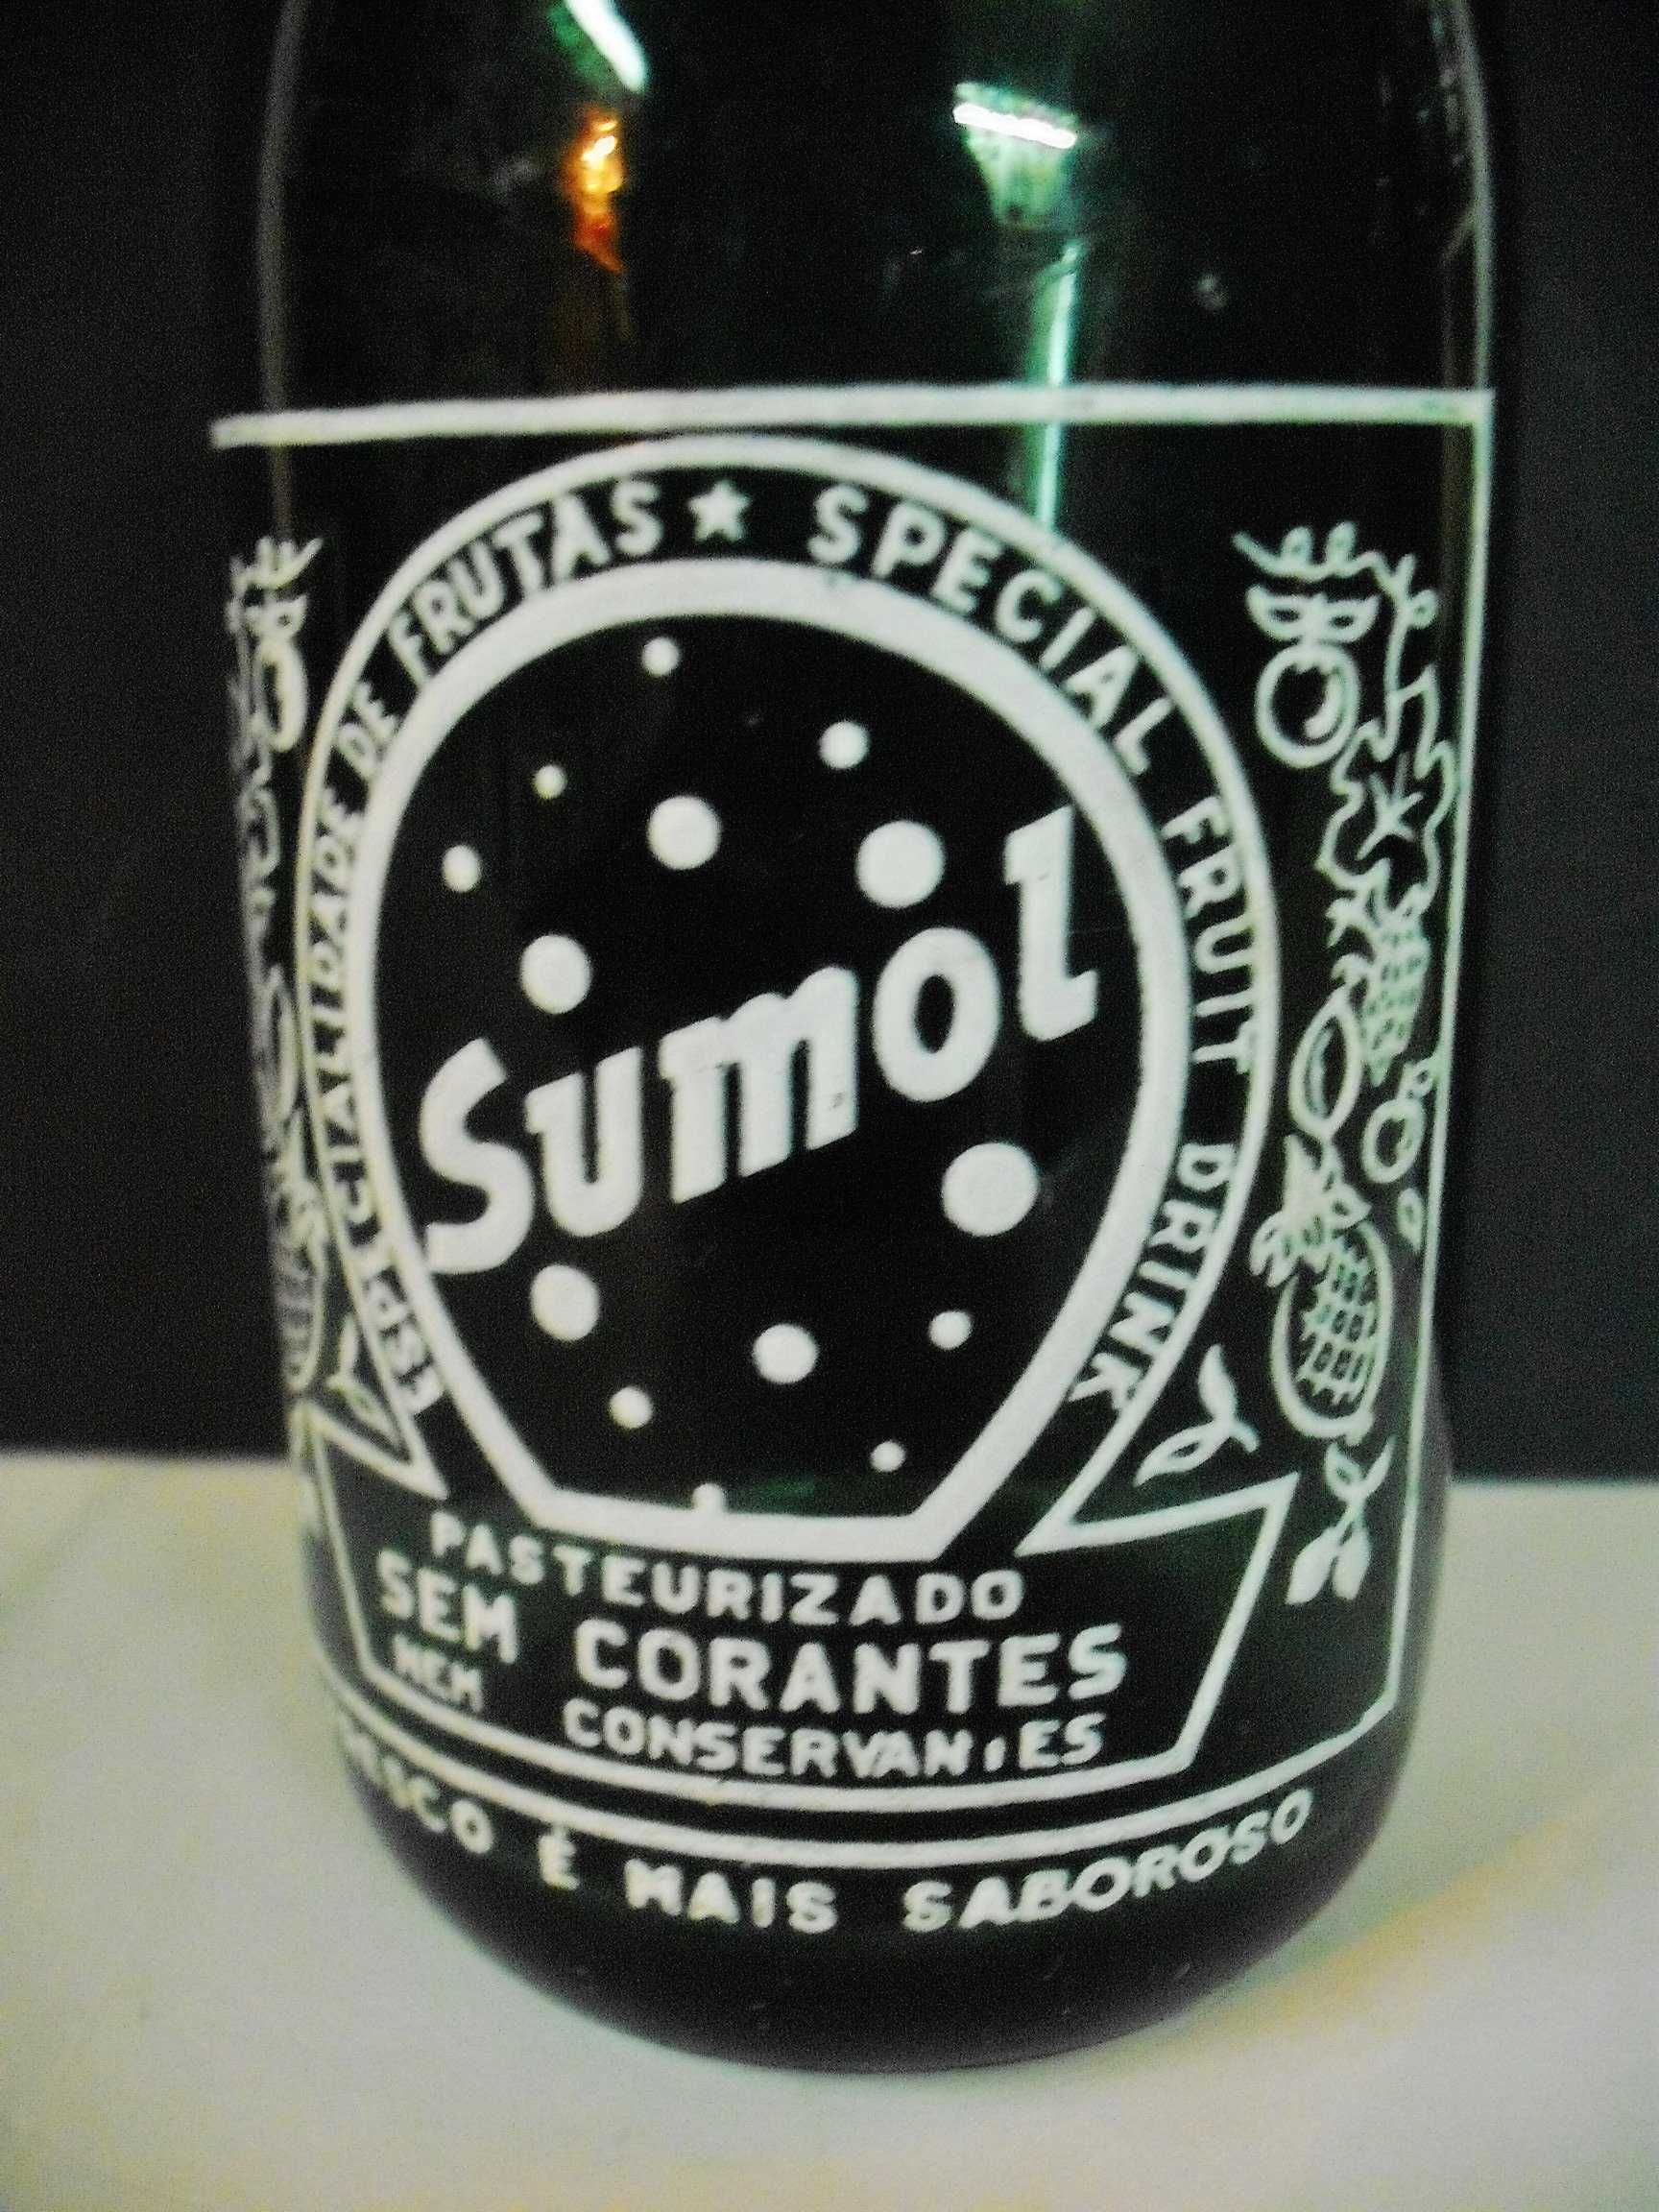 ESPECIALIDADE DE FRUTAS ★ SPECIAL FRUIT DRINK
Sumol
PASTEURIZADO
SEM CORANTES
NEM CONSERVANTES
É MAIS SABOROSO